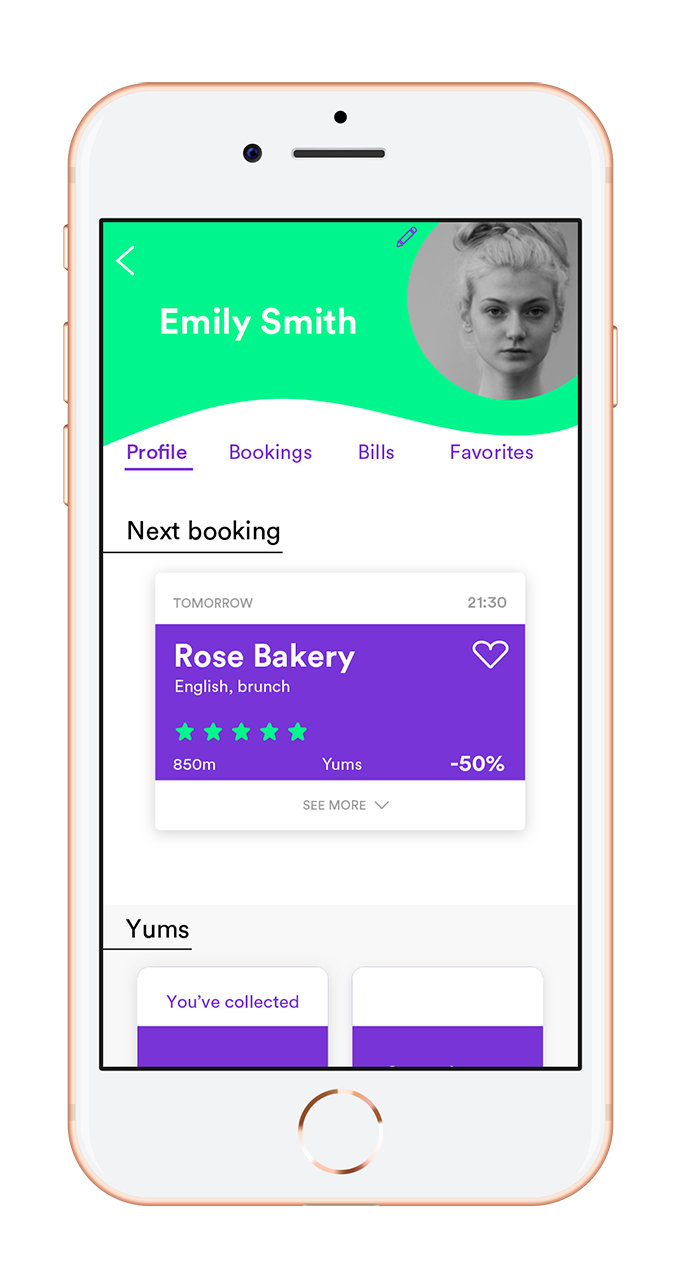 Emily Smith
Profile Bookings Bills Favorites
Next booking
TOMORROW 21:30
Rose Bakery
English, brunch
850m Yums -50%
SEE MORE
Yums
You've collected